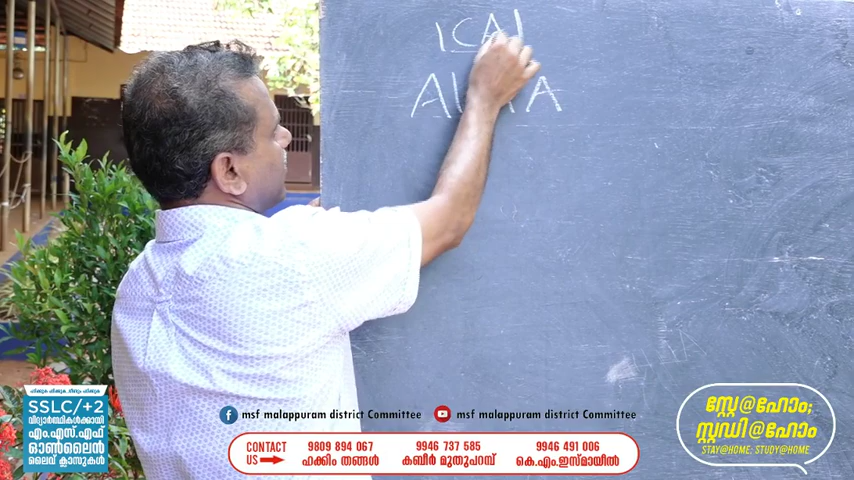 ICAI
SSLC/+2
വിദ്യാർത്ഥികൾക്കായി
എം.എസ്.എഫ്
ഓൺലൈൻ
ലൈവ് ക്ലാസുകൾ
msf malappuram district Committee
msf malappuram district Committee
CONTACT US
9809 894 067
ഹക്കീം തങ്ങൾ
9946 737 585
കബീർ മുതുപറമ്പ്
9946 491 006
കെ.എം.ഇസ്മായീൽ
സ്റ്റേ@ഹോം;
സ്റ്റഡി@ഹോം
STAY@HOME; STUDY@HOME